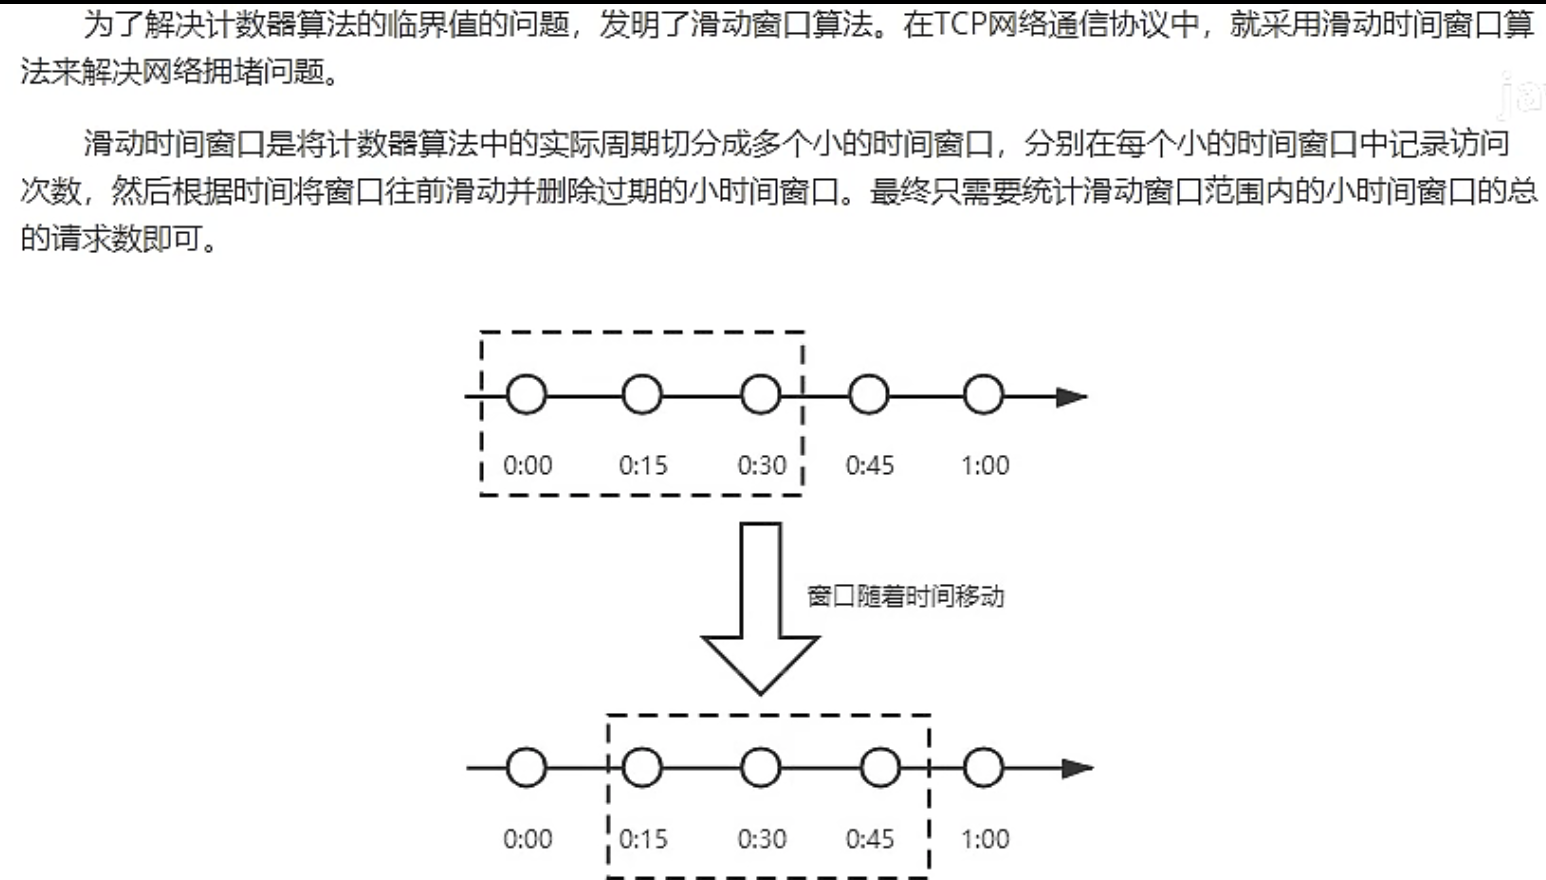 为了解决计数器算法的临界值的问题，发明了滑动窗口算法。在TCP网络通信协议中，就采用滑动时间窗口算
法来解决网络拥堵问题。
滑动时间窗口是将计数器算法中的实际周期切分成多个小的时间窗口，分别在每个小的时间窗口中记录访问
次数，然后根据时间将窗口往前滑动并删除过期的小时间窗口。最终只需要统计滑动窗口范围内的小时间窗口的总
的请求数即可。
0:00 0:15 0:30 0:45 1:00
窗口随着时间移动
0:00 0:15 0:30 0:45 1:00